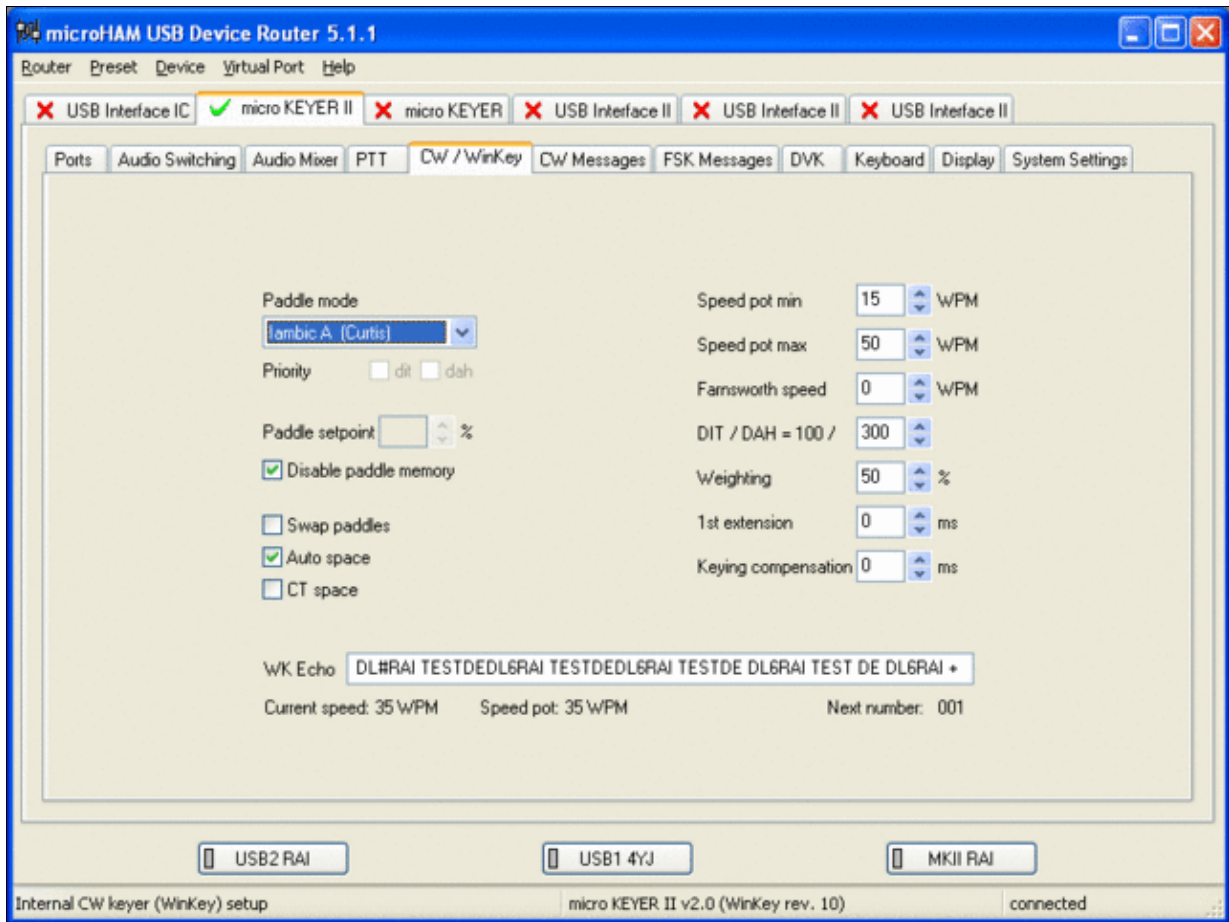 microHAM USB Device Router 5.1.1
Router Preset Device Virtual Port Help
USB Interface IC micro KEYER II micro KEYER USB Interface II USB Interface II USB Interface II
Ports Audio Switching Audio Mixer PTT CW / WinKey CW Messages FSK Messages DVK Keyboard Display System Settings
Paddle mode
Iambic A (Curtis)
Priority dit dah
Paddle setpoint %
Disable paddle memory
Swap paddles
Auto space
CT space
Speed pot min 15 WPM
Speed pot max 50 WPM
Farnsworth speed 0 WPM
DIT / DAH = 100 / 300
Weighting 50 %
1st extension 0 ms
Keying compensation 0 ms
WK Echo DL#RAI TESTDEDL6RAI TESTDEDL6RAI TESTDE DL6RAI TEST DE DL6RAI +
Current speed: 35 WPM Speed pot: 35 WPM Next number: 001
USB2 RAI USB1 4YJ MKII RAI
Internal CW keyer (WinKey) setup micro KEYER II v2.0 (WinKey rev. 10) connected